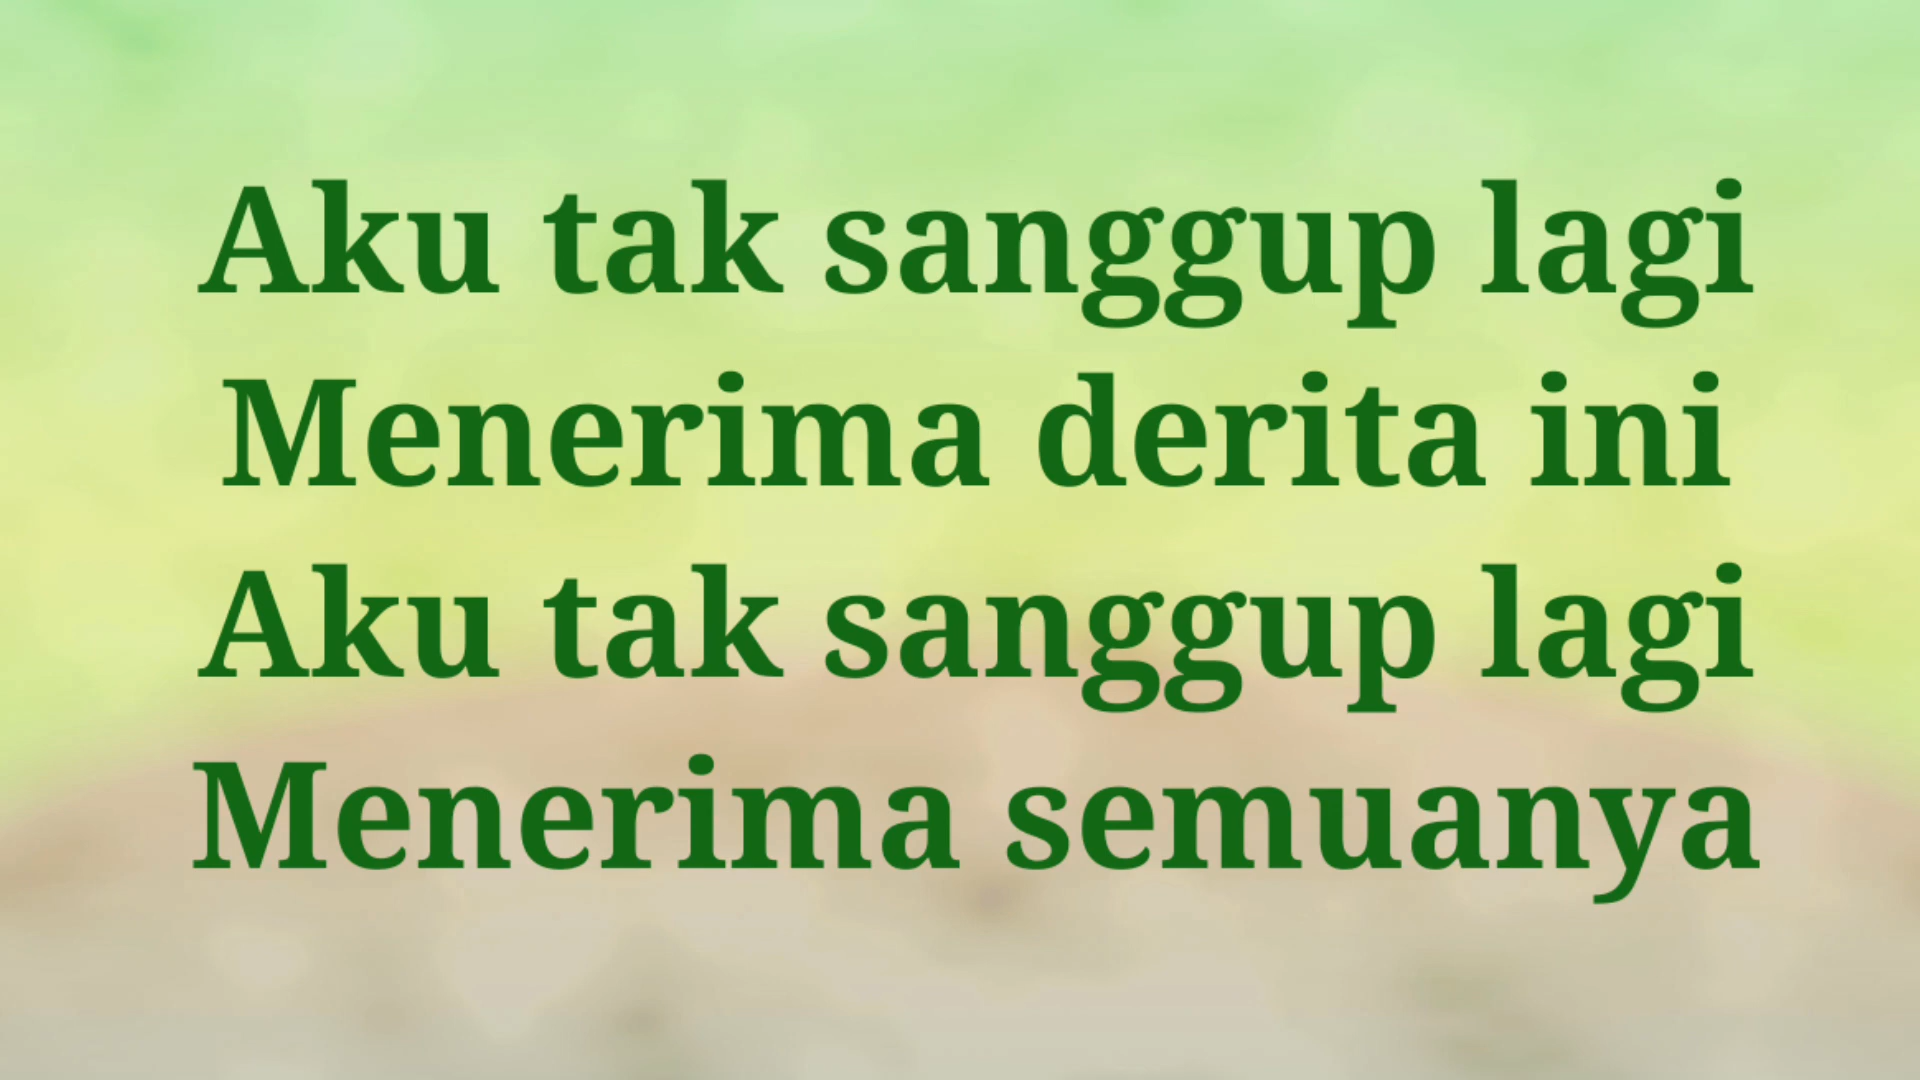 Aku tak sanggup lagi
Menerima derita ini
Aku tak sanggup lagi
Menerima semuanya